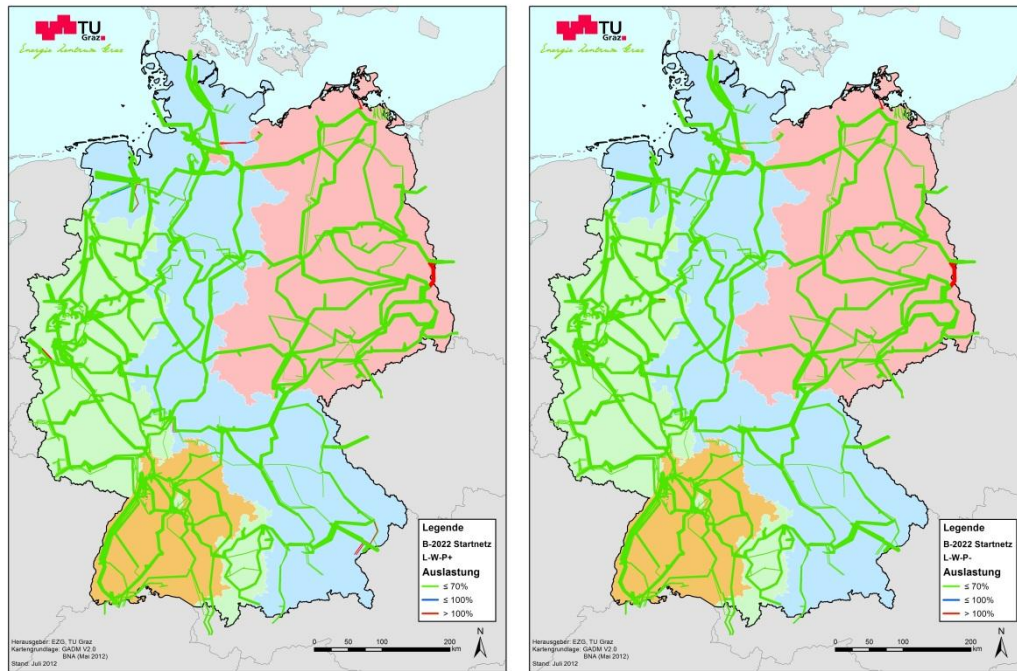 TU
Graz
Energie Zentrum Graz
Legende
B-2022 Startnetz
L-W-P+
Auslastung
≤ 70%
≤ 100%
> 100%
Herausgeber: EZG, TU Graz
Kartengrundlage: GADM V2.0
BNA (Mai 2012)
Stand: Juli 2012
0 50 100 200
km
N
TU
Graz
Energie Zentrum Graz
Legende
B-2022 Startnetz
L-W-P-
Auslastung
≤ 70%
≤ 100%
> 100%
Herausgeber: EZG, TU Graz
Kartengrundlage: GADM V2.0
BNA (Mai 2012)
Stand: Juli 2012
0 50 100 200
km
N